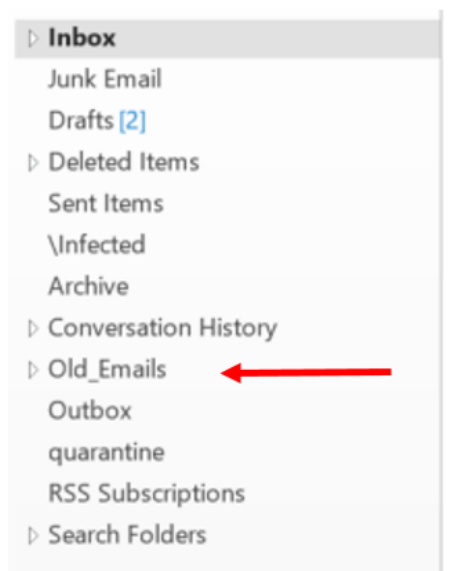 Inbox
Junk Email
Drafts [2]
Deleted Items
Sent Items
\Infected
Archive
Conversation History
Old_Emails
Outbox
quarantine
RSS Subscriptions
Search Folders